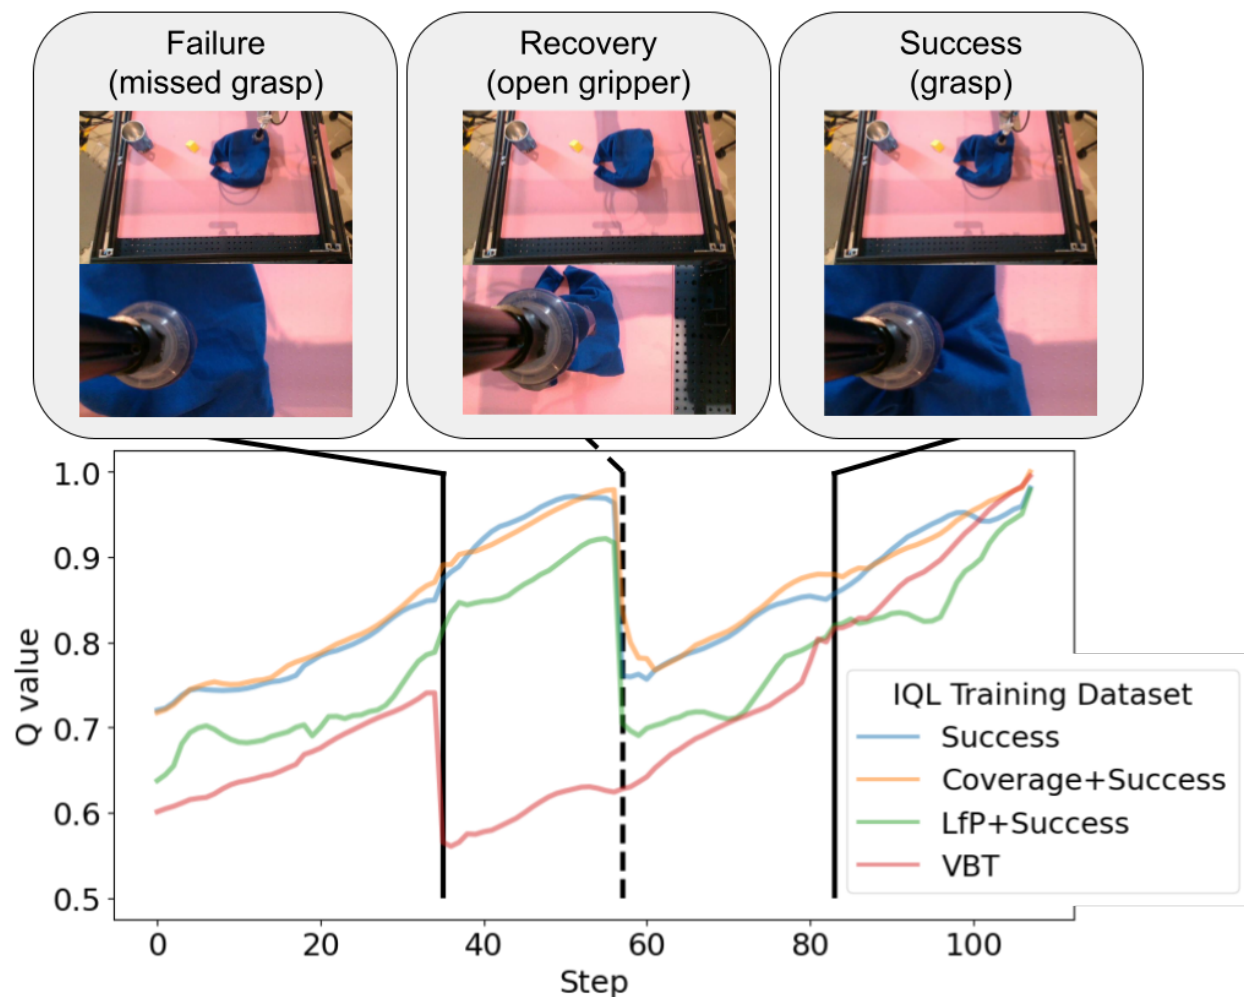 Failure
(missed grasp)
Recovery
(open gripper)
Success
(grasp)
1.0
0.9
0.8
0.7
0.6
0.5
Q value
0
20
40
60
80
100
Step
IQL Training Dataset
Success
Coverage+Success
LfP+Success
VBT